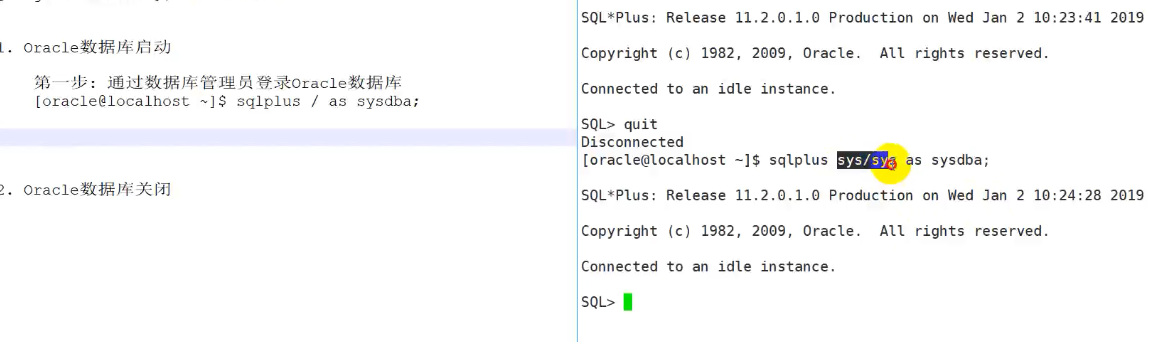 1. Oracle数据库启动
第一步: 通过数据库管理员登录Oracle数据库
[oracle@localhost ~]$ sqlplus / as sysdba;
2. Oracle数据库关闭
SQL*Plus: Release 11.2.0.1.0 Production on Wed Jan 2 10:23:41 2019
Copyright (c) 1982, 2009, Oracle.  All rights reserved.
Connected to an idle instance.
SQL> quit
Disconnected
[oracle@localhost ~]$ sqlplus sys/sys as sysdba;
SQL*Plus: Release 11.2.0.1.0 Production on Wed Jan 2 10:24:28 2019
Copyright (c) 1982, 2009, Oracle.  All rights reserved.
Connected to an idle instance.
SQL>